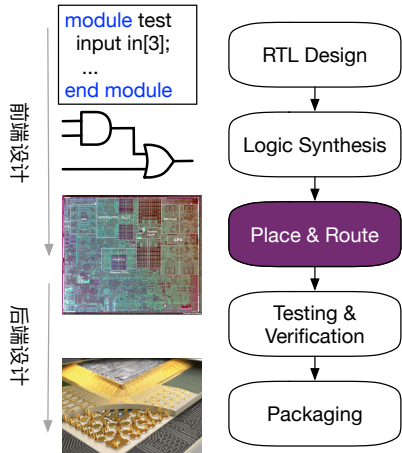 module test
input in[3];
...
end module
前端设计
后端设计
RTL Design
Logic Synthesis
Place & Route
Testing &
Verification
Packaging